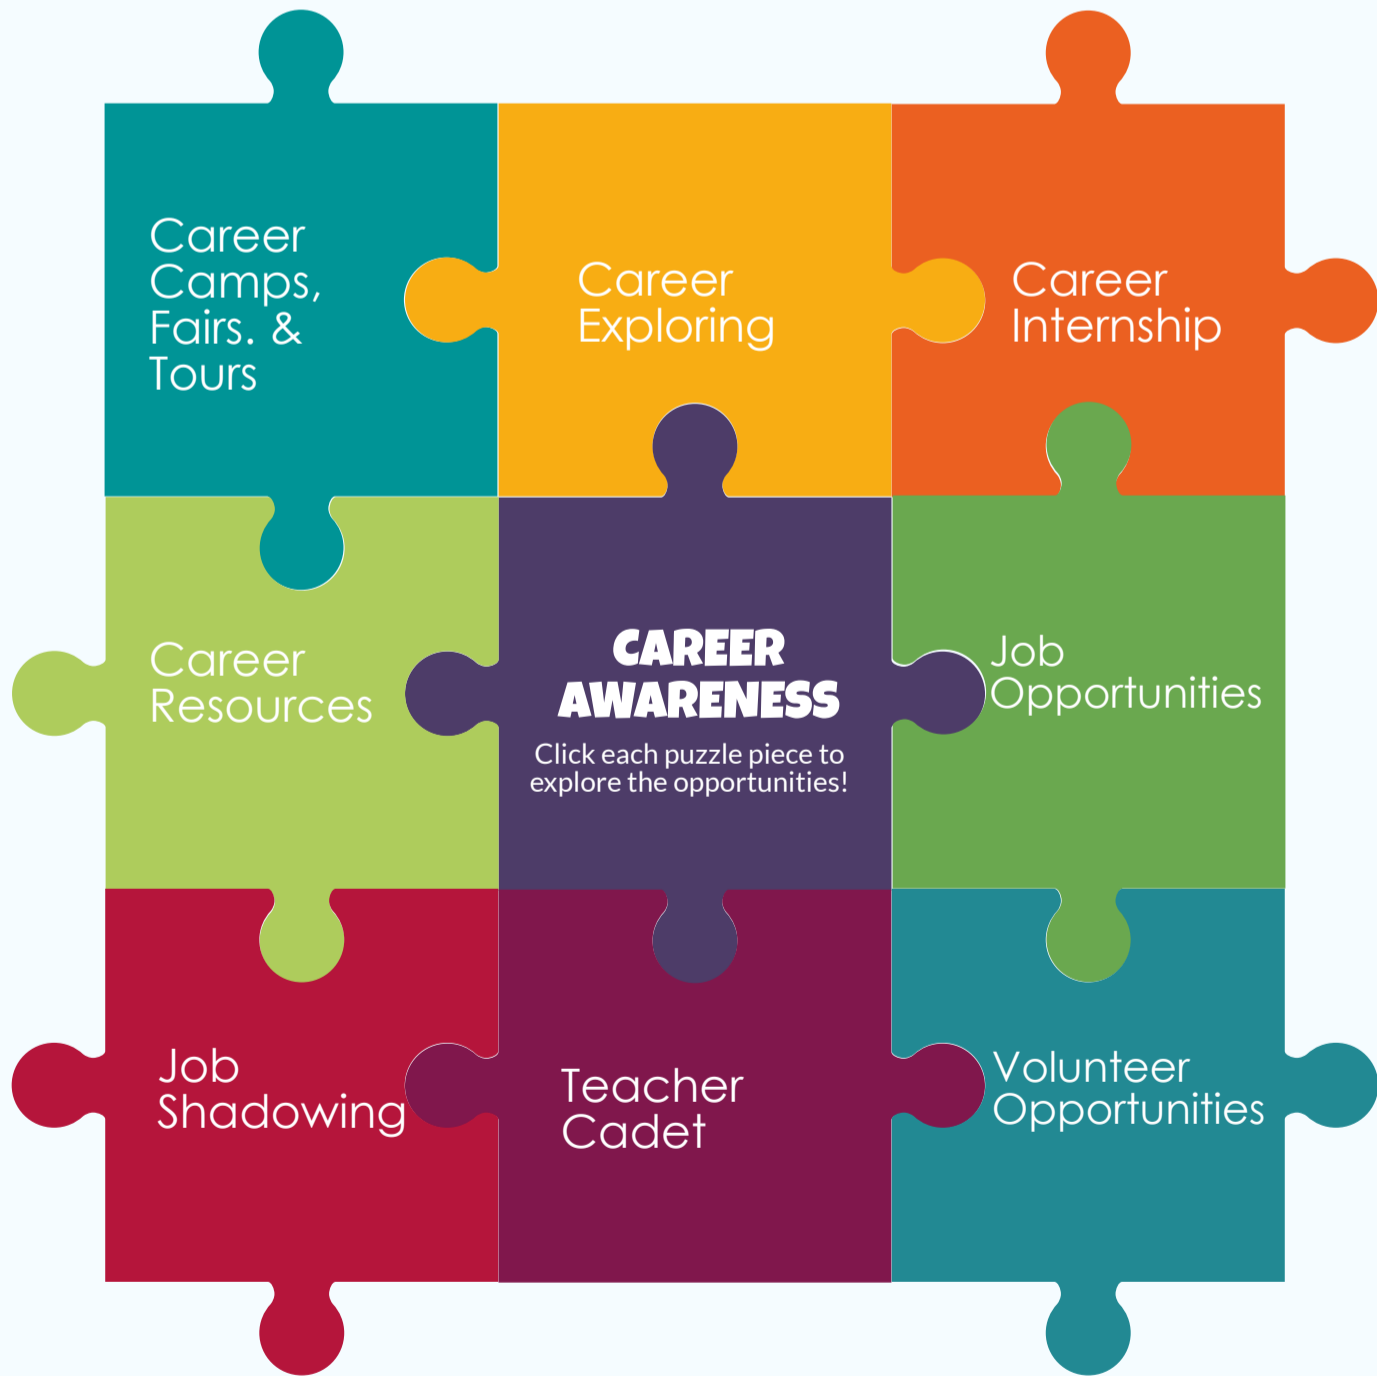 Career
Camps,
Fairs. &
Tours
Career
Exploring
Career
Internship
Career
Resources
CAREER
AWARENESS
Click each puzzle piece to
explore the opportunities!
Job
Opportunities
Job
Shadowing
Teacher
Cadet
Volunteer
Opportunities